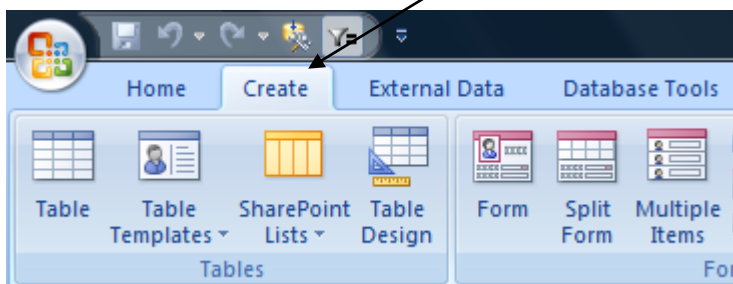 Home Create External Data Database Tools
Table Table SharePoint Table Form Split Multiple
Templates Lists Design Form Items
Tables